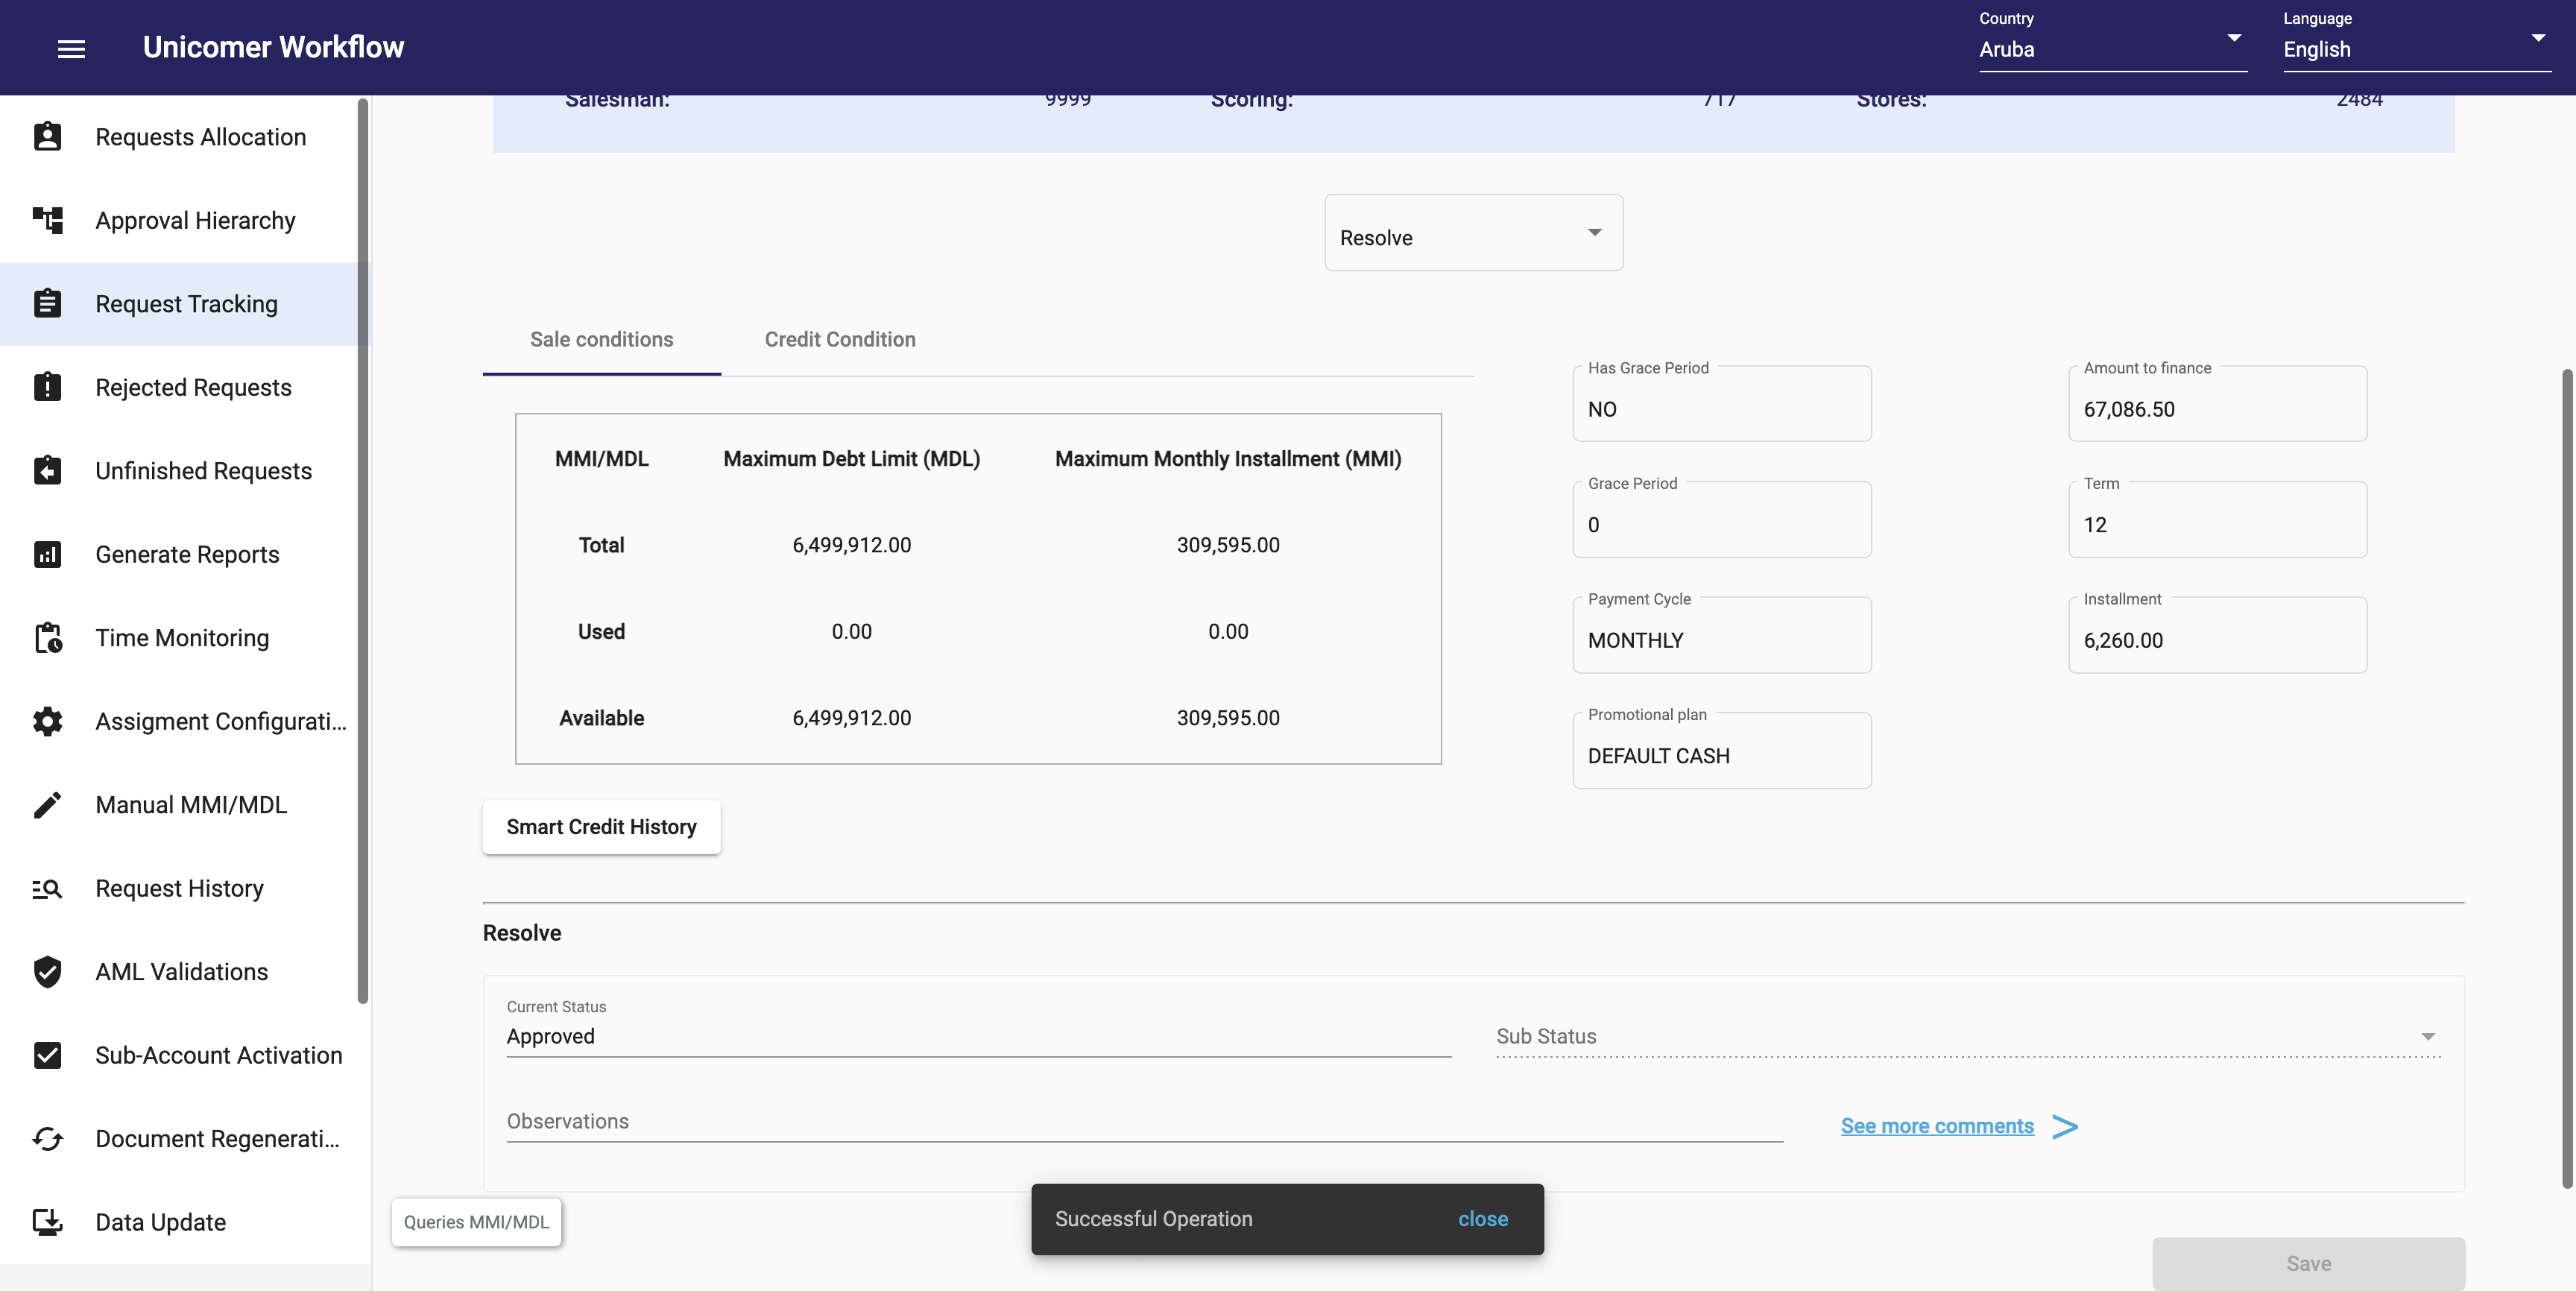 Unicomer Workflow
Country
Aruba
Language
English
Requests Allocation
Approval Hierarchy
Request Tracking
Rejected Requests
Unfinished Requests
Generate Reports
Time Monitoring
Assigment Configurati...
Manual MMI/MDL
Request History
AML Validations
Sub-Account Activation
Document Regenerati...
Data Update
Salesman: 9999 Scoring: 717 Stores: 2484
Resolve
Sale conditions Credit Condition
MMI/MDL Maximum Debt Limit (MDL) Maximum Monthly Installment (MMI)
Total 6,499,912.00 309,595.00
Used 0.00 0.00
Available 6,499,912.00 309,595.00
Has Grace Period
NO
Amount to finance
67,086.50
Grace Period
0
Term
12
Payment Cycle
MONTHLY
Installment
6,260.00
Promotional plan
DEFAULT CASH
Smart Credit History
Resolve
Current Status
Approved
Sub Status
Observations
See more comments >
Queries MMI/MDL
Successful Operation close
Save